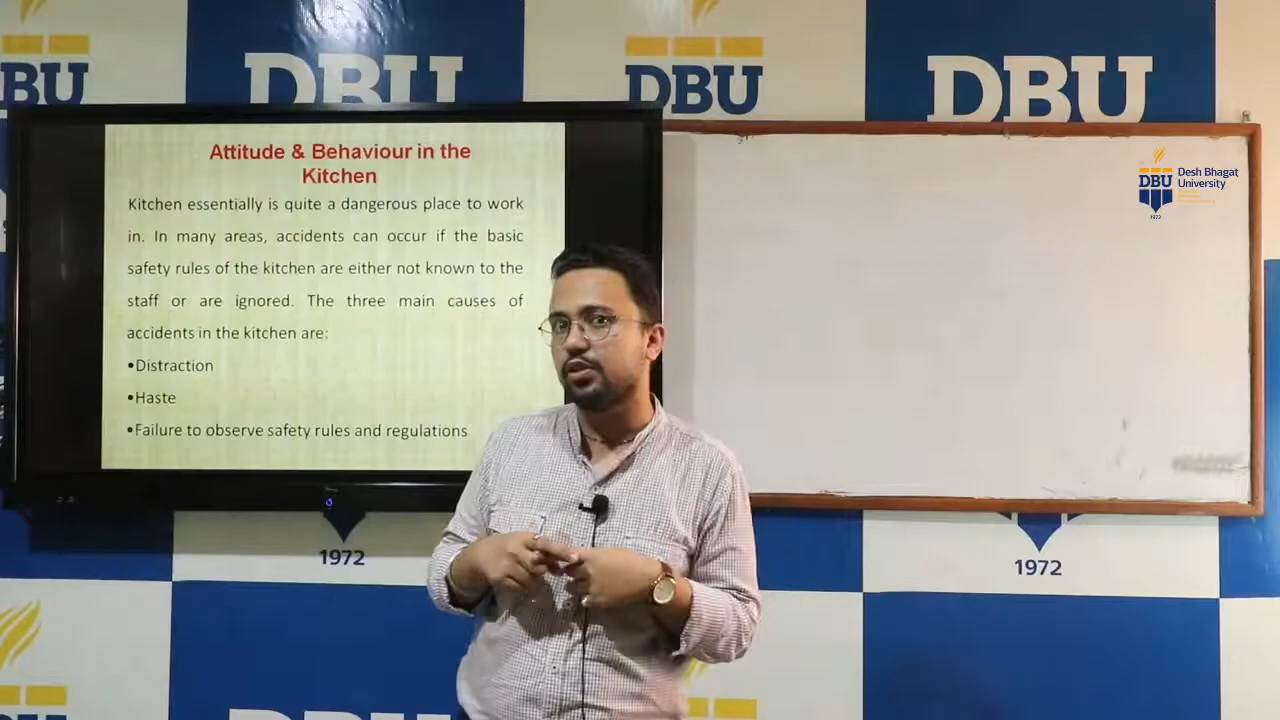 DBU
DBU
DBU
DBU
Attitude & Behaviour in the
Kitchen
Kitchen essentially is quite a dangerous place to work
in. In many areas, accidents can occur if the basic
safety rules of the kitchen are either not known to the
staff or are ignored. The three main causes of
accidents in the kitchen are:
•Distraction
•Haste
•Failure to observe safety rules and regulations
DBU
Desh Bhagat
University
1972
1972
1972
DBU